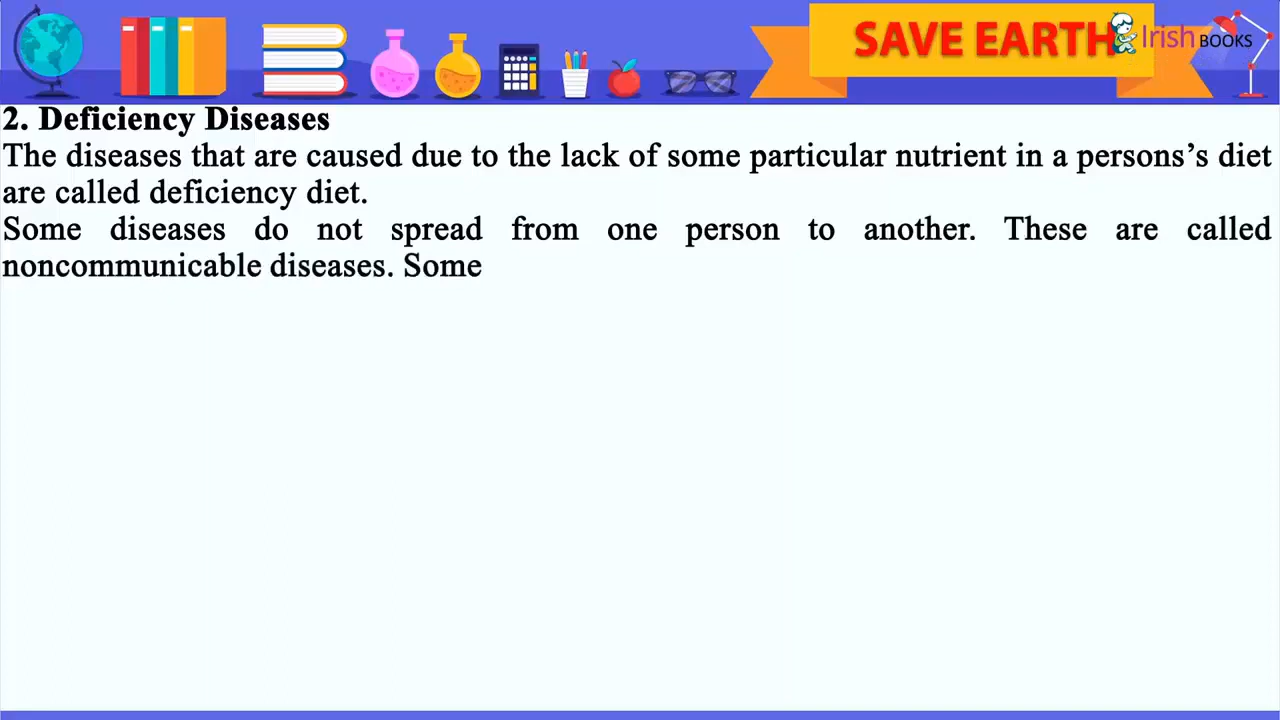 SAVE EARTH
Irish BOOKS
2. Deficiency Diseases
The diseases that are caused due to the lack of some particular nutrient in a persons’s diet
are called deficiency diet.
Some diseases do not spread from one person to another. These are called
noncommunicable diseases. Some